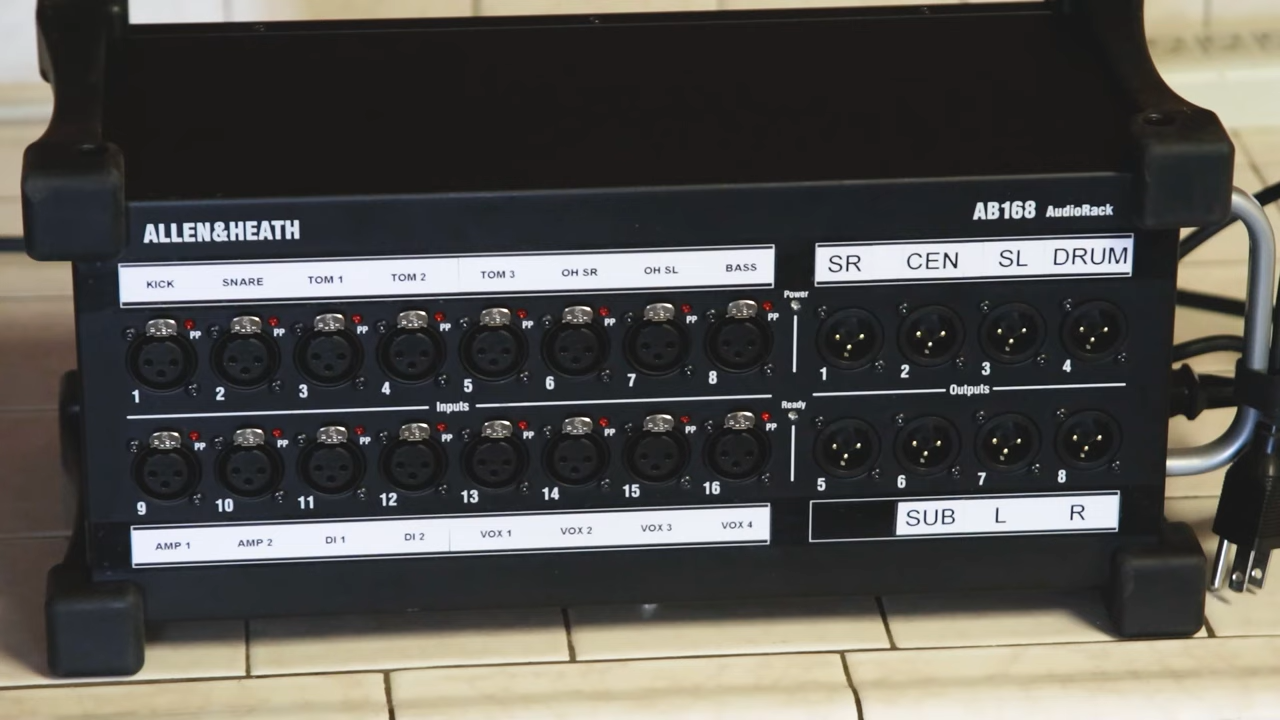 ALLEN&HEATH
AB168 AudioRack
KICK SNARE TOM 1 TOM 2 TOM 3 OH SR OH SL BASS
SR CEN SL DRUM
Power
PP PP PP PP PP PP PP PP
1 2 3 4 5 6 7 8
1 2 3 4
Inputs
Outputs
Ready
PP PP PP PP PP PP PP PP
9 10 11 12 13 14 15 16
5 6 7 8
AMP 1 AMP 2 DI 1 DI 2 VOX 1 VOX 2 VOX 3 VOX 4
SUB L R